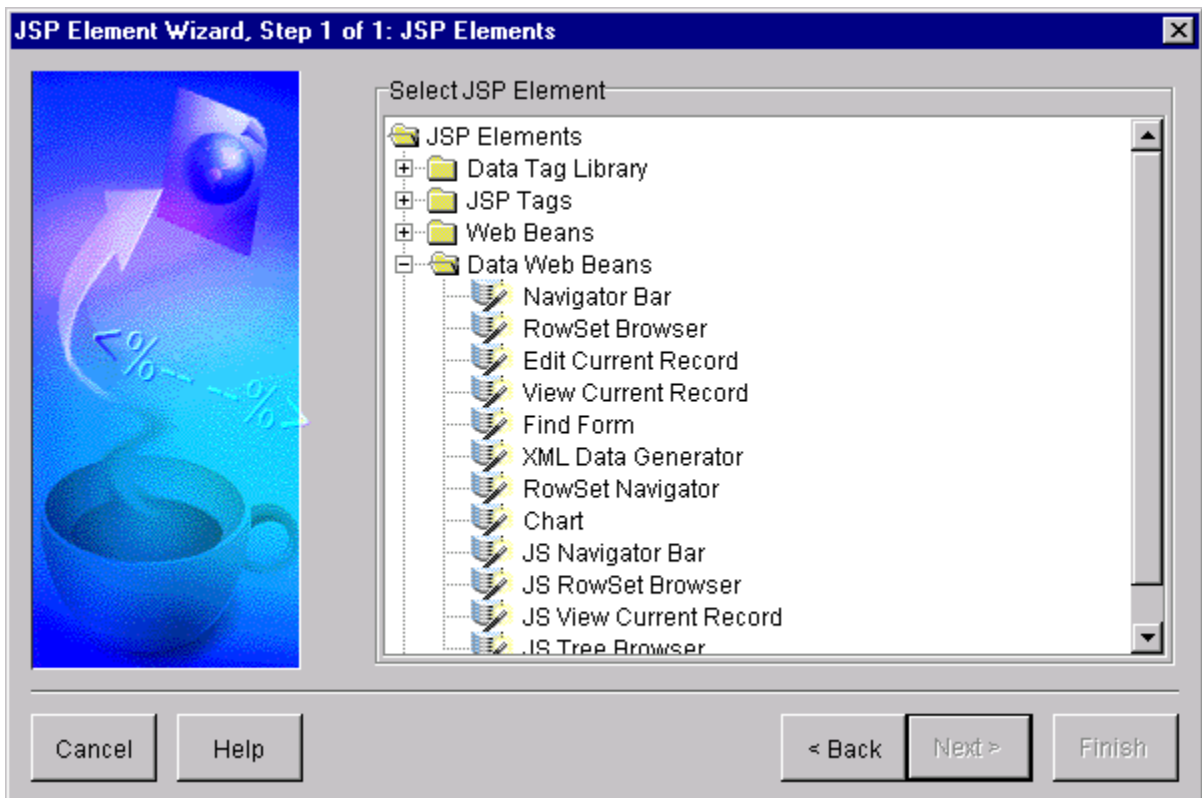 JSP Element Wizard, Step 1 of 1: JSP Elements
Select JSP Element
JSP Elements
Data Tag Library
JSP Tags
Web Beans
Data Web Beans
Navigator Bar
RowSet Browser
Edit Current Record
View Current Record
Find Form
XML Data Generator
RowSet Navigator
Chart
JS Navigator Bar
JS RowSet Browser
JS View Current Record
JS Tree Browser
<%-- --%>
Cancel Help < Back Next > Finish